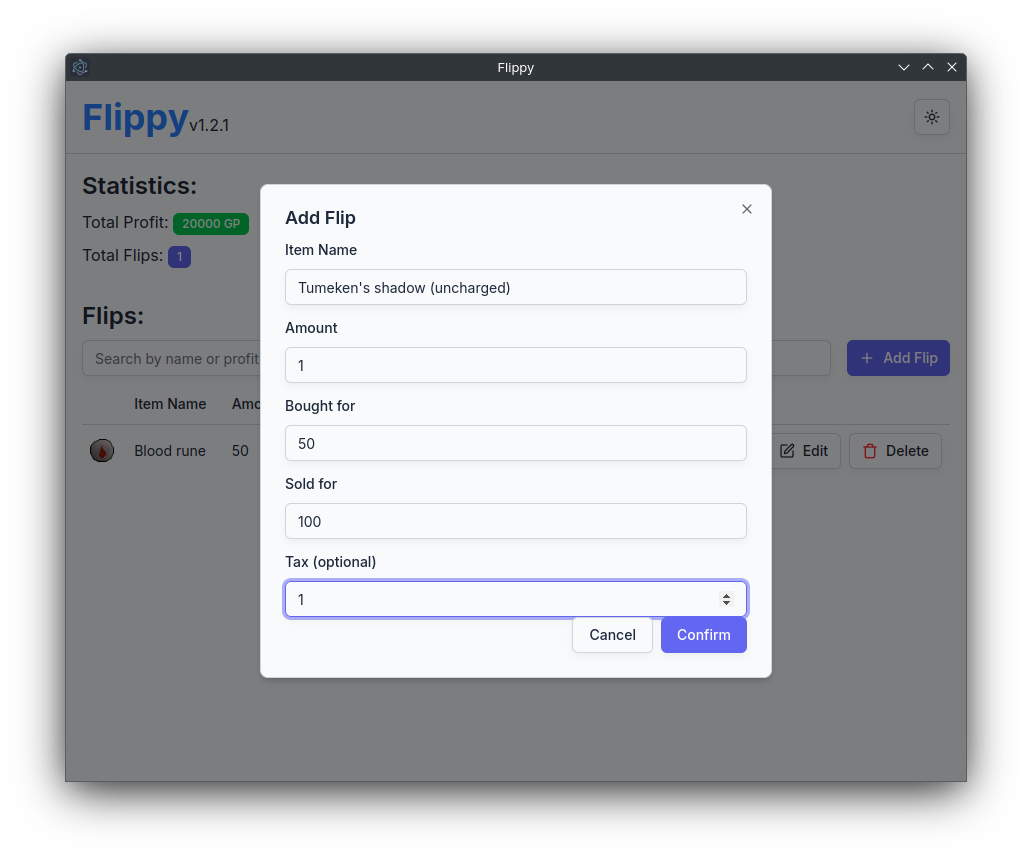 Flippy
Flippy v1.2.1
Statistics:
Total Profit: 20000 GP
Total Flips: 1
Flips:
Search by name or profit
+ Add Flip
Item Name Amo
Blood rune 50 Edit Delete
Add Flip
Item Name
Tumeken's shadow (uncharged)
Amount
1
Bought for
50
Sold for
100
Tax (optional)
1
Cancel Confirm